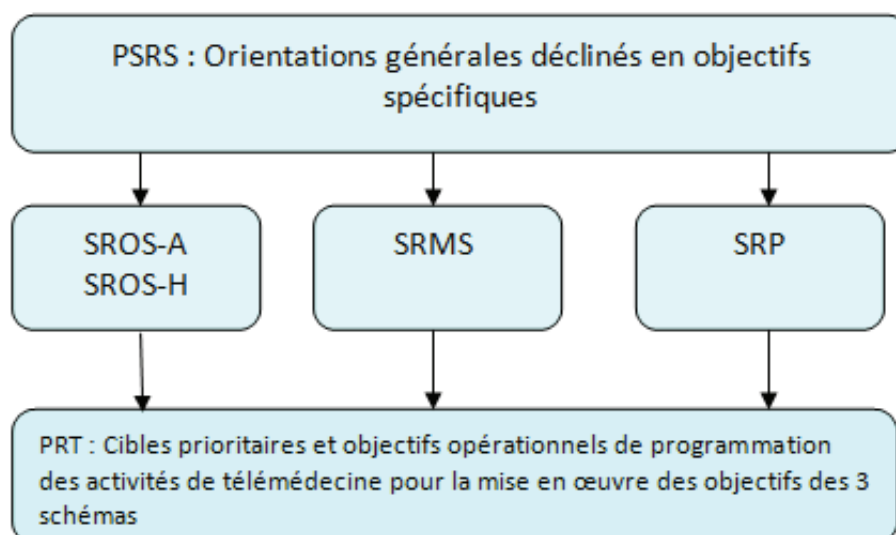 PSRS : Orientations générales déclinés en objectifs
spécifiques
SROS-A
SROS-H
SRMS
SRP
PRT : Cibles prioritaires et objectifs opérationnels de programmation
des activités de télémédecine pour la mise en œuvre des objectifs des 3
schémas